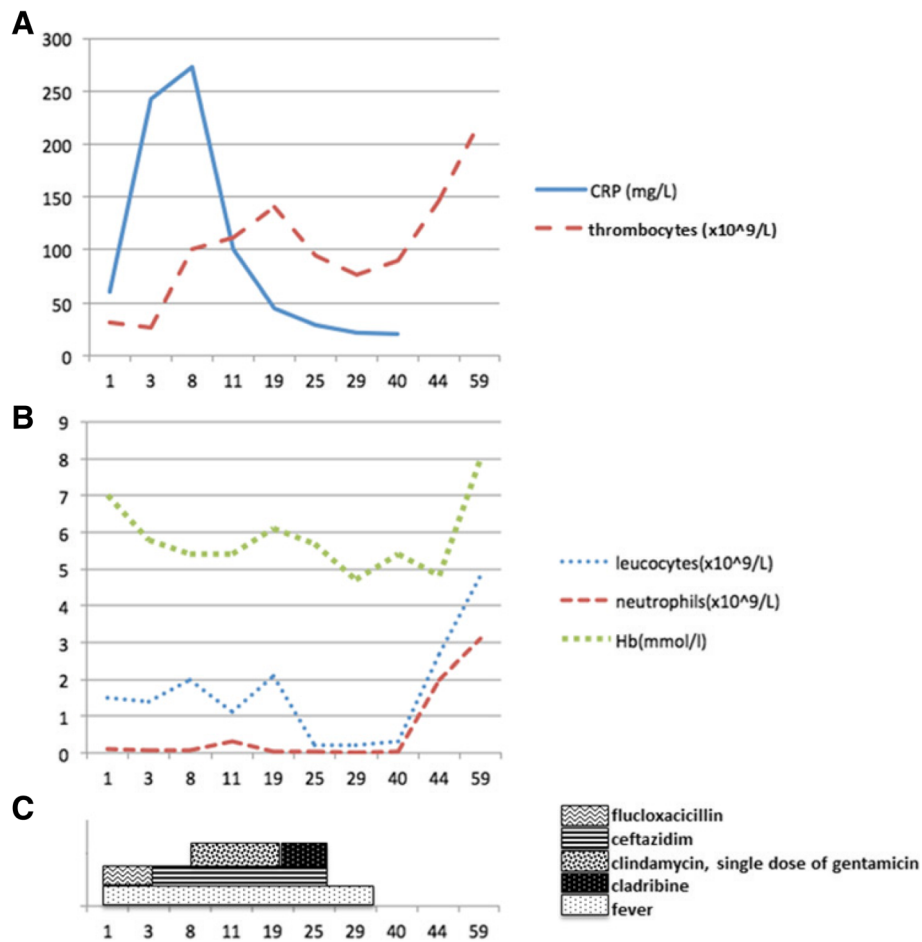 A
300
250
200
150
100
50
0
1 3 8 11 19 25 29 40 44 59
CRP (mg/L)
thrombocytes (x10^9/L)
B
9
8
7
6
5
4
3
2
1
0
1 3 8 11 19 25 29 40 44 59
leucocytes(x10^9/L)
neutrophils(x10^9/L)
Hb(mmol/l)
C
1 3 8 11 19 25 29 40 44 59
flucloxacicillin
ceftazidim
clindamycin, single dose of gentamicin
cladribine
fever